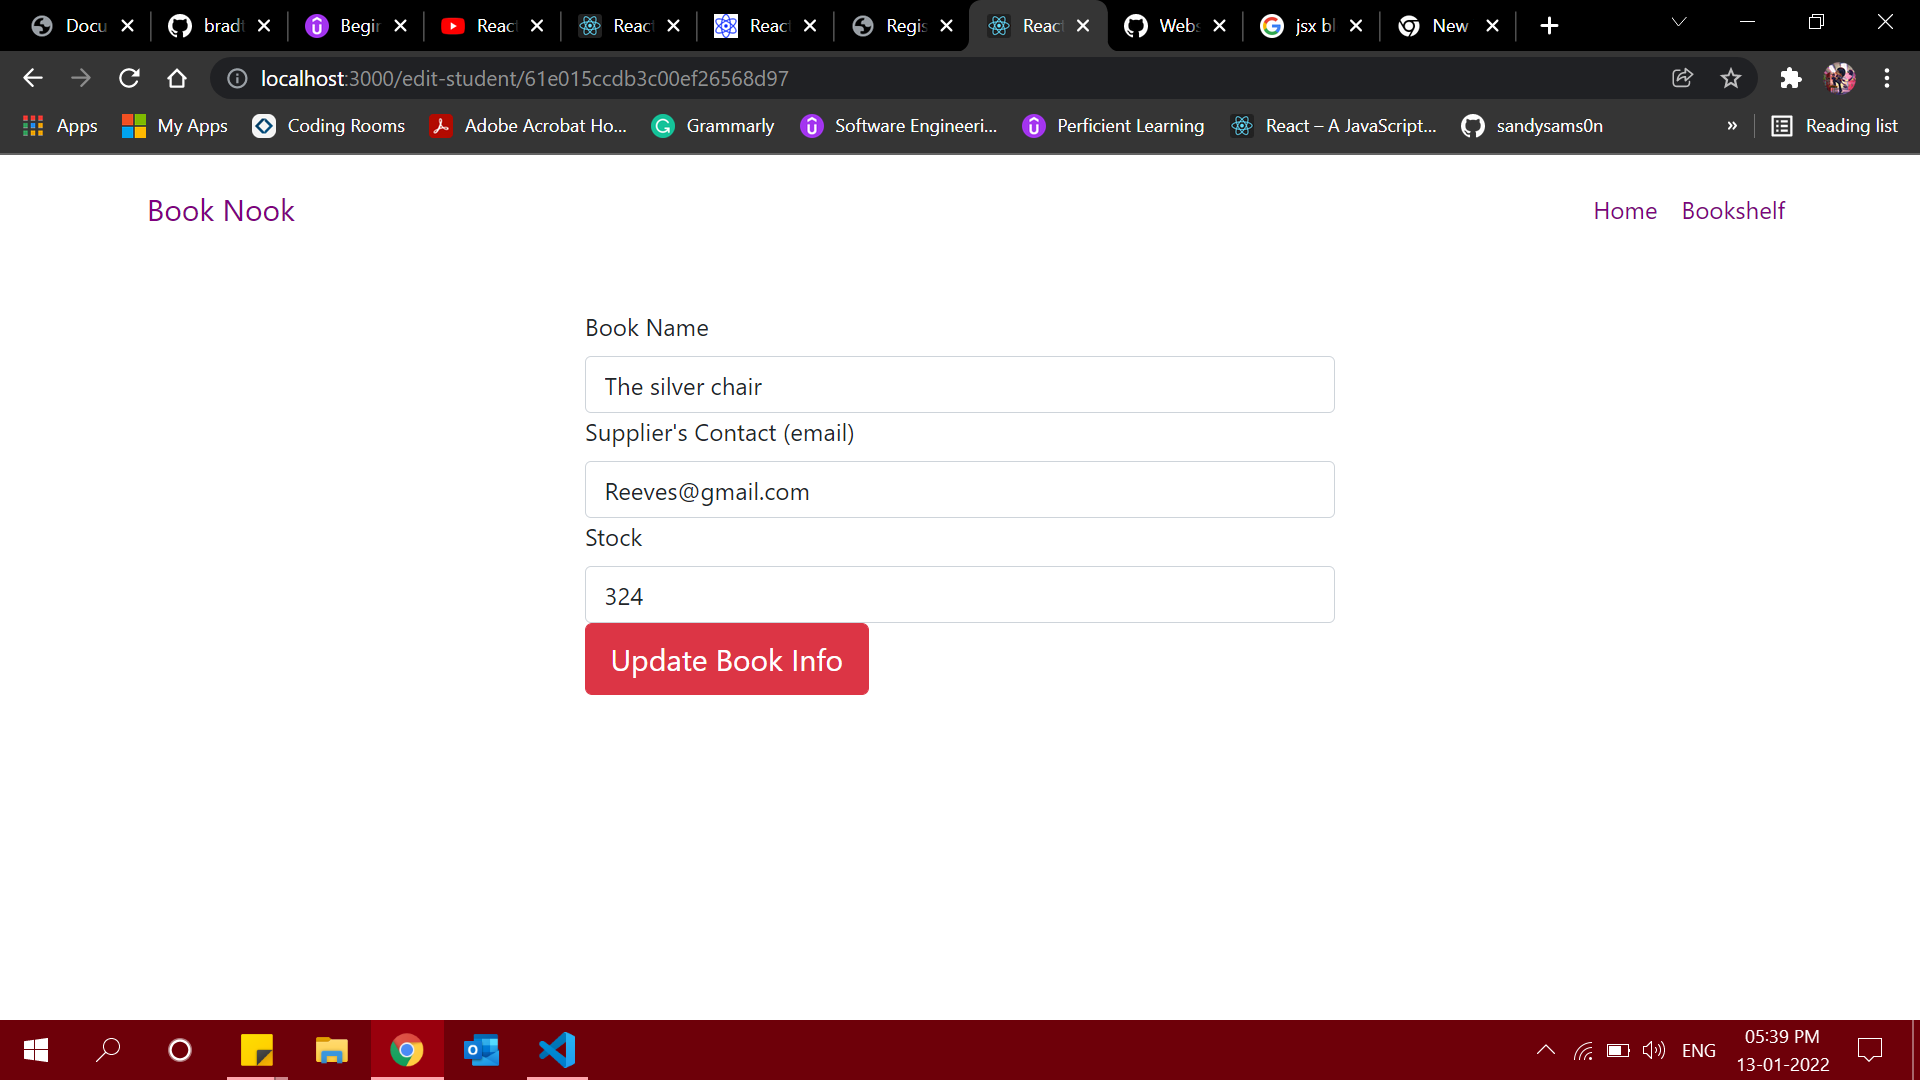 Docu bradt Begin React React React Regis React Webs jsx bl New
localhost:3000/edit-student/61e015ccdb3c00ef26568d97
Apps My Apps Coding Rooms Adobe Acrobat Ho... Grammarly Software Engineeri... Perficient Learning React – A JavaScript... sandysams0n » Reading list
Book Nook Home Bookshelf
Book Name
The silver chair
Supplier's Contact (email)
Reeves@gmail.com
Stock
324
Update Book Info
ENG 05:39 PM
13-01-2022